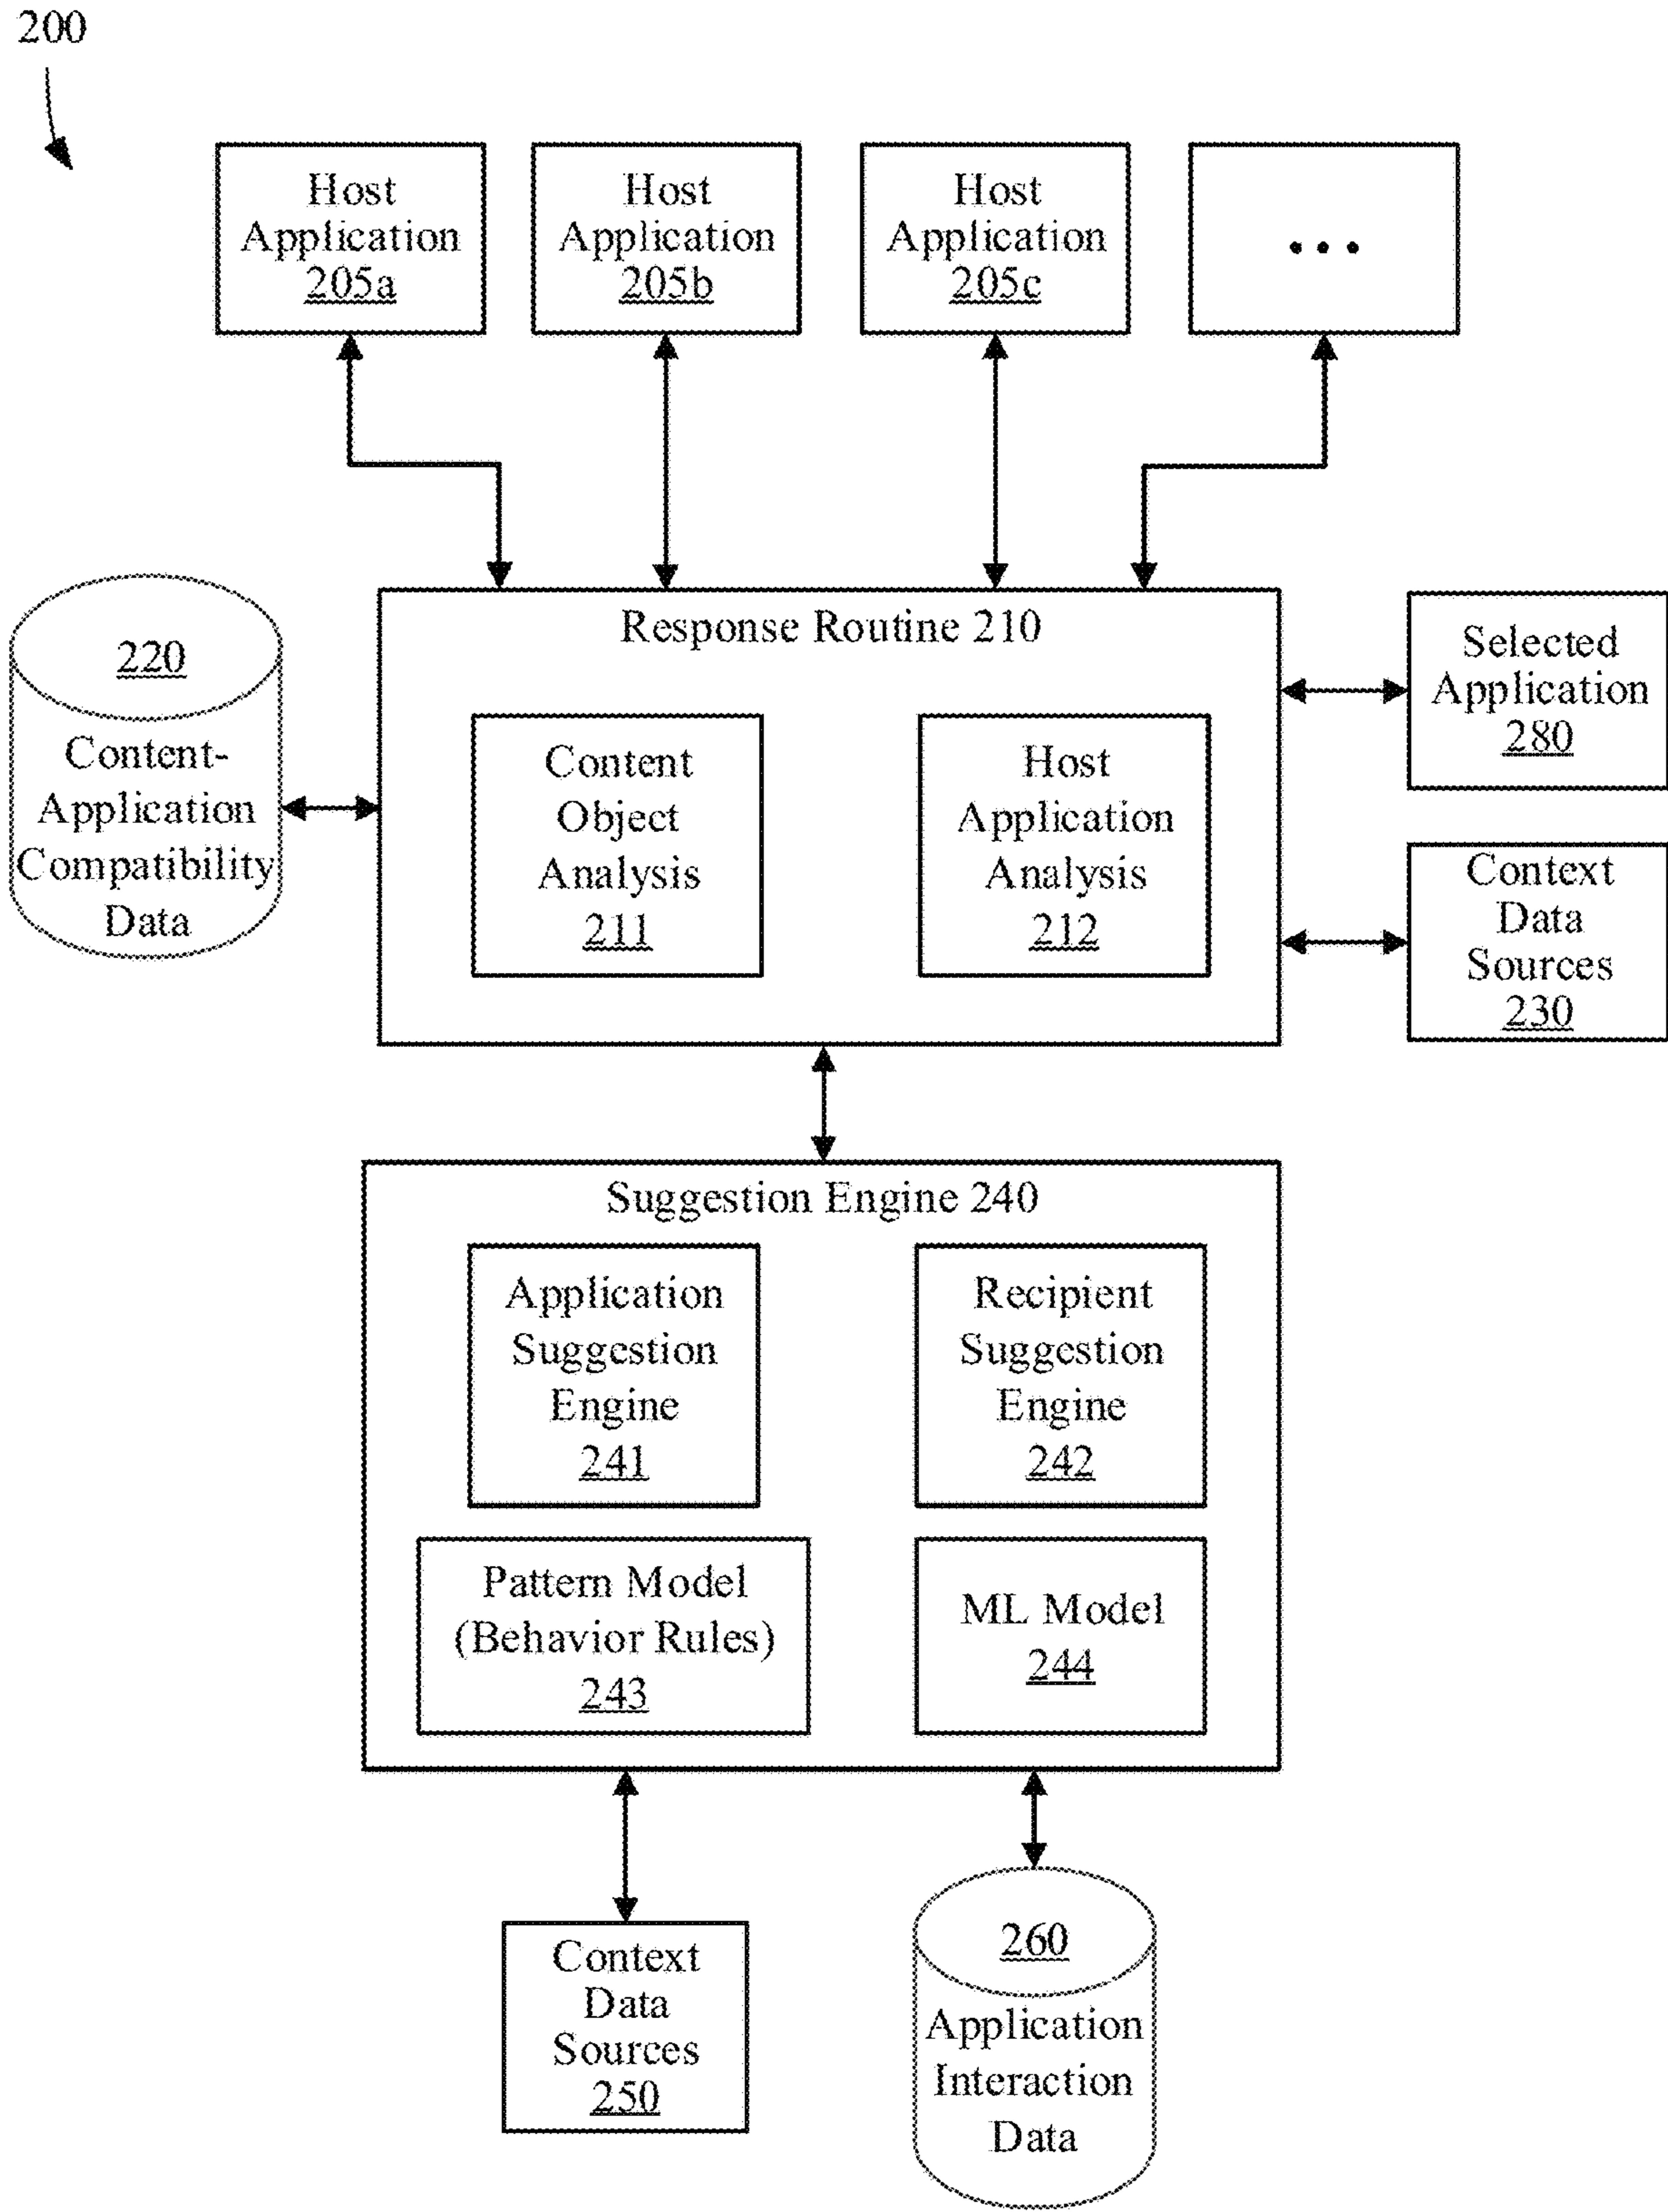 200
Host
Application
205a
Host
Application
205b
Host
Application
205c
...
Response Routine 210
220
Content-
Application
Compatibility
Data
Content
Object
Analysis
211
Host
Application
Analysis
212
Selected
Application
280
Context
Data
Sources
230
Suggestion Engine 240
Application
Suggestion
Engine
241
Recipient
Suggestion
Engine
242
Pattern Model
(Behavior Rules)
243
ML Model
244
Context
Data
Sources
250
260
Application
Interaction
Data